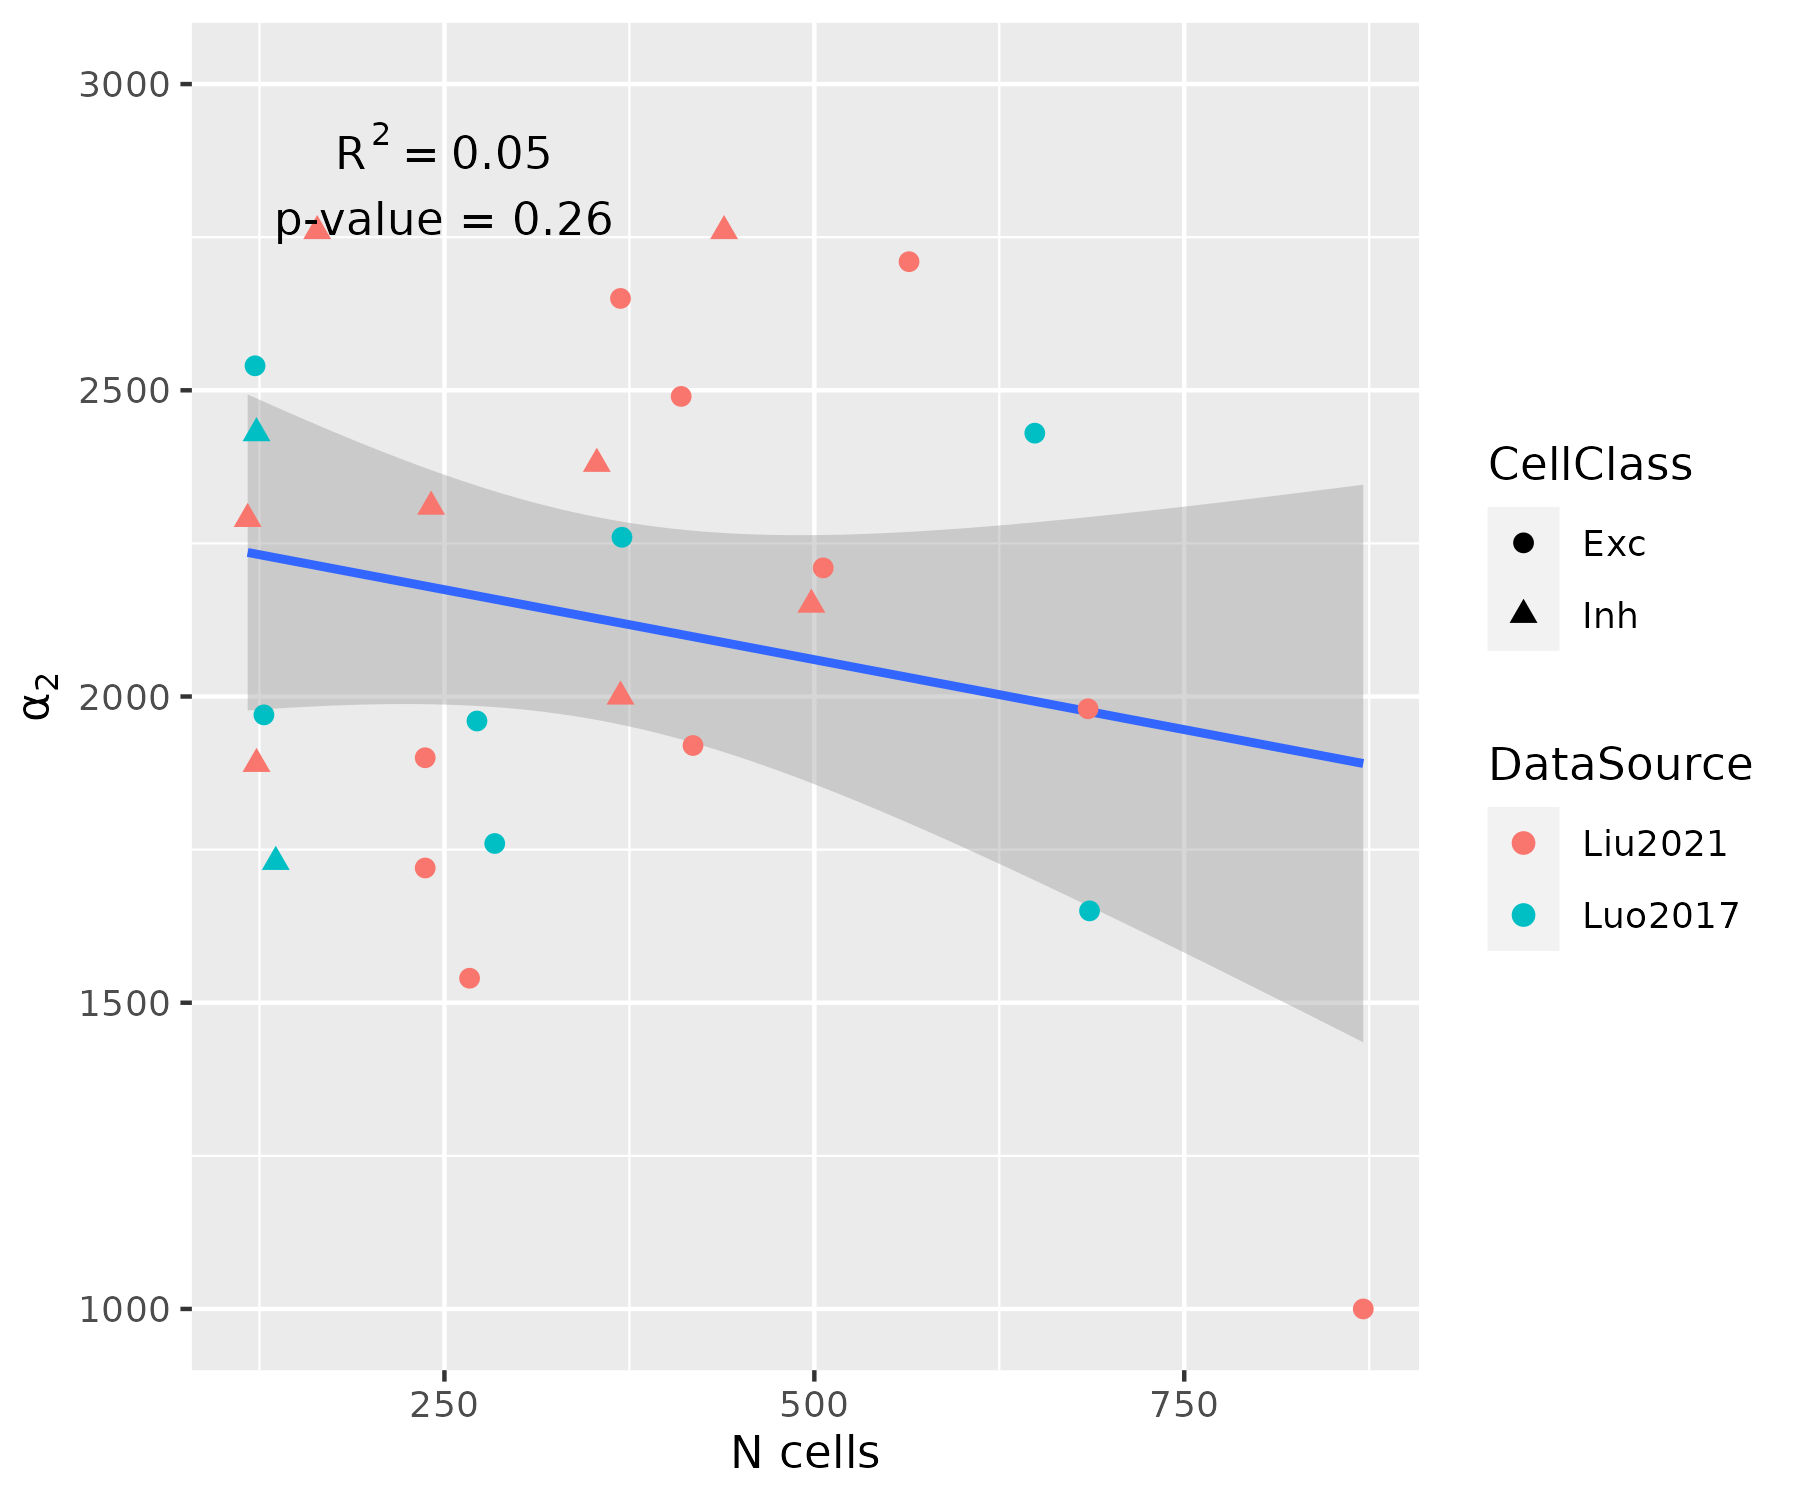 3000
R² = 0.05
p-value = 0.26
2500
2000
1500
1000
α₂
250 500 750
N cells
CellClass
Exc
Inh
DataSource
Liu2021
Luo2017